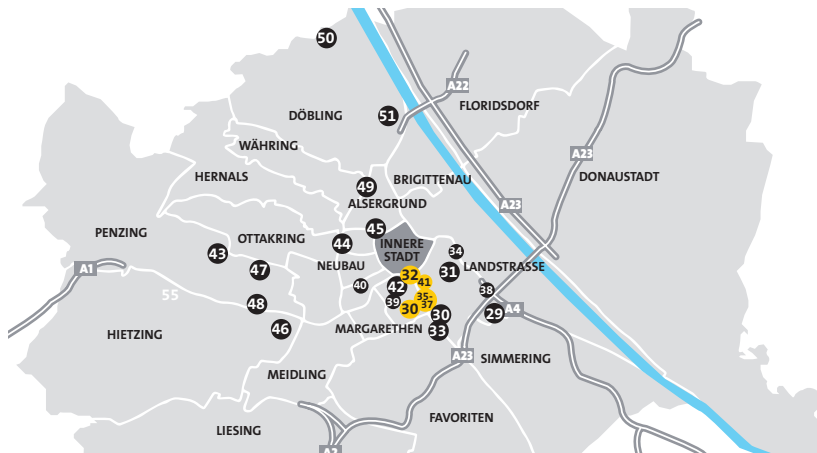 50
A22
FLORIDSDORF
DÖBLING
51
WÄHRING
A23
HERNALS
BRIGITTENAU
DONAUSTADT
49
ALSERGRUND
A23
PENZING
45
OTTAKRING
44
INNERE
STADT
43
34
NEUBAU
LANDSTRASSE
A1
47
32
31
41
40
42
38
55
35-
37
48
39
30
30
29
A4
46
MARGARETHEN
33
HIETZING
A23
SIMMERING
MEIDLING
FAVORITEN
LIESING